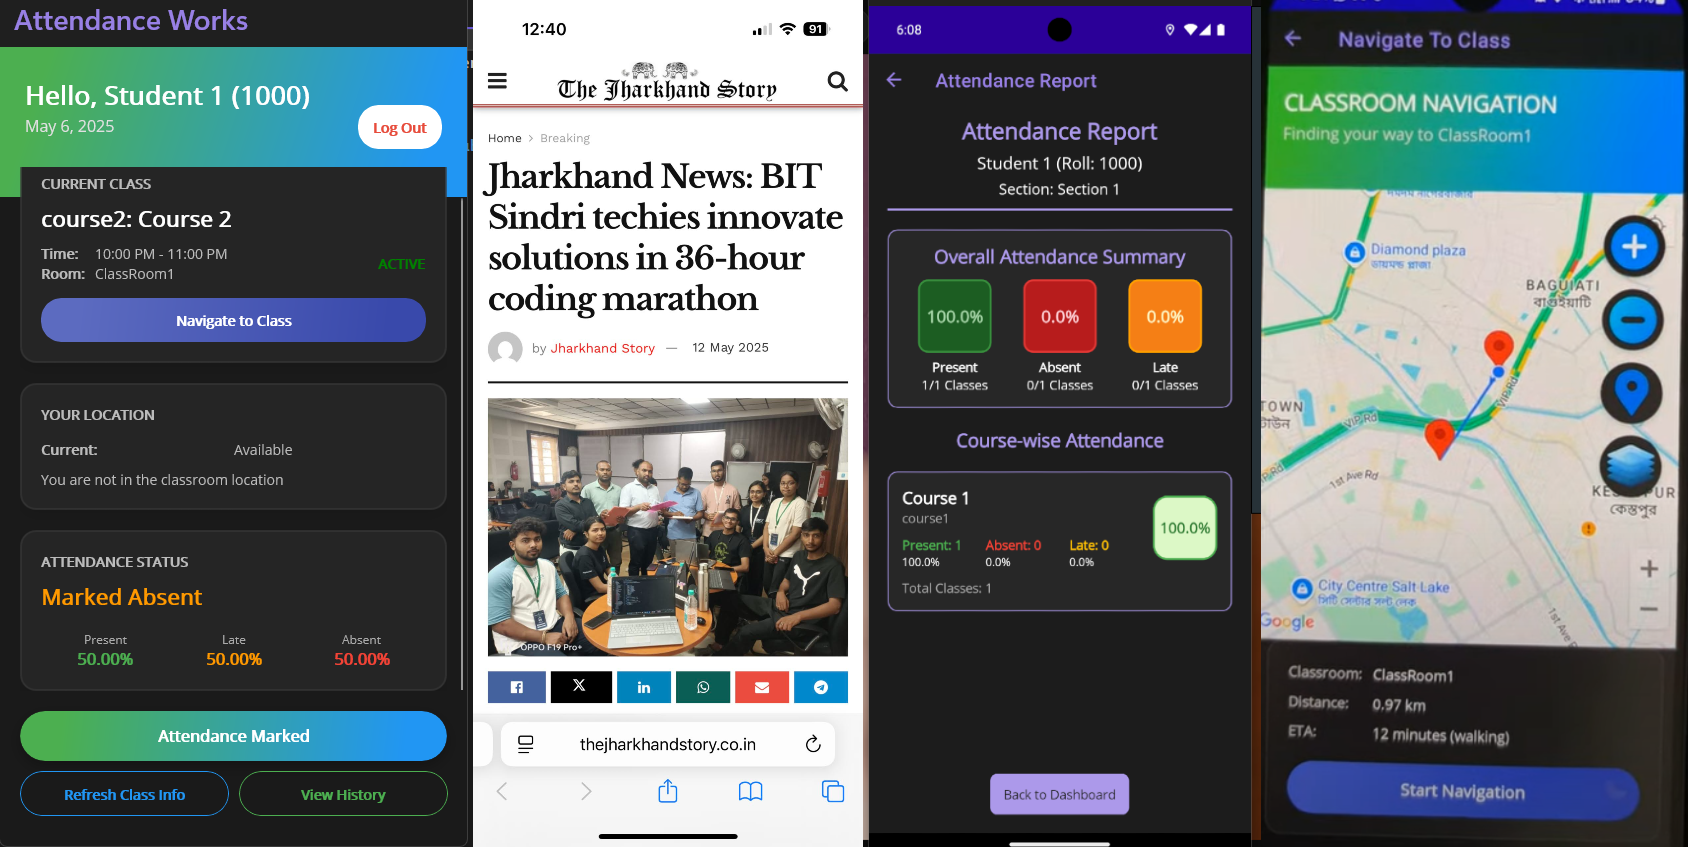 Attendance Works
Hello, Student 1 (1000)
May 6, 2025
Log Out
CURRENT CLASS
course2: Course 2
Time: 10:00 PM - 11:00 PM
Room: ClassRoom1
ACTIVE
Navigate to Class
YOUR LOCATION
Current: Available
You are not in the classroom location
ATTENDANCE STATUS
Marked Absent
Present Late Absent
50.00% 50.00% 50.00%
Attendance Marked
Refresh Class Info
View History
12:40
91
The Jharkhand Story
Home > Breaking
Jharkhand News: BIT
Sindri techies innovate
solutions in 36-hour
coding marathon
by Jharkhand Story — 12 May 2025
OPPO F19 Pro+
thejharkhandstory.co.in
6:08
Attendance Report
Attendance Report
Student 1 (Roll: 1000)
Section: Section 1
Overall Attendance Summary
100.0% 0.0% 0.0%
Present Absent Late
1/1 Classes 0/1 Classes 0/1 Classes
Course-wise Attendance
Course 1
course1
100.0%
Present: 1 Absent: 0 Late: 0
100.0% 0.0% 0.0%
Total Classes: 1
Back to Dashboard
Navigate To Class
CLASSROOM NAVIGATION
Finding your way to ClassRoom1
Diamond plaza
ডায়মন্ড প্লাজা
BAGUIATI
বাগুইয়াটি
VIP Rd
TOWN
টাউন
VIP Rd
1st Ave Rd
কেস্তপুর
City Centre Salt Lake
সিটি সেন্টার সল্ট লেক
Google
Classroom: ClassRoom1
Distance: 0.97 km
ETA: 12 minutes (walking)
Start Navigation